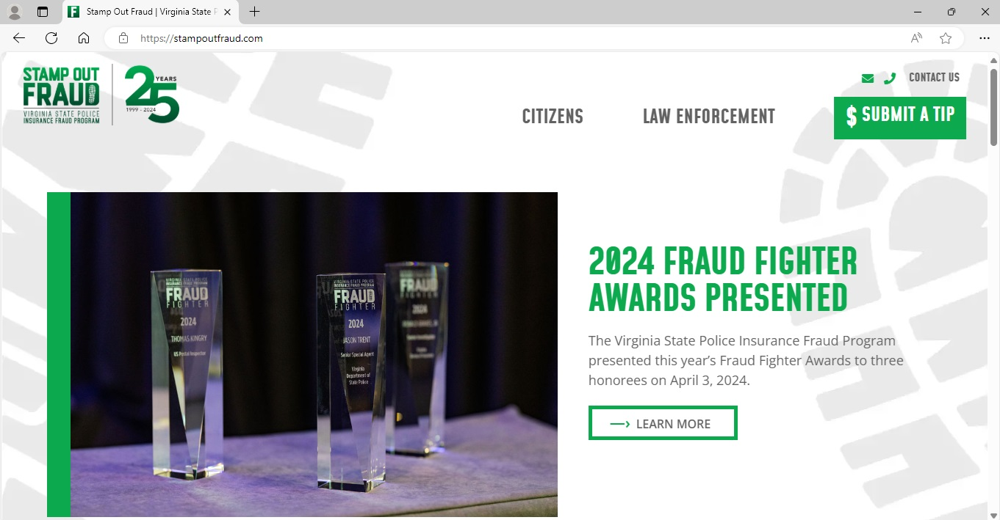 Stamp Out Fraud | Virginia State P
https://stampoutfraud.com
STAMP OUT
FRAUD
VIRGINIA STATE POLICE
INSURANCE FRAUD PROGRAM
25
YEARS
1999 - 2024
CONTACT US
CITIZENS
LAW ENFORCEMENT
$ SUBMIT A TIP
VIRGINIA STATE POLICE
INSURANCE FRAUD PROGRAM
FRAUD
FIGHTER
2024
THOMAS KINGRY
US Postal Inspector
VIRGINIA STATE POLICE
INSURANCE FRAUD PROGRAM
FRAUD
FIGHTER
2024
JASON TRENT
Senior Special Agent
Virginia
Department of
State Police
FRAUD
2024
2024 FRAUD FIGHTER
AWARDS PRESENTED
The Virginia State Police Insurance Fraud Program
presented this year’s Fraud Fighter Awards to three
honorees on April 3, 2024.
LEARN MORE